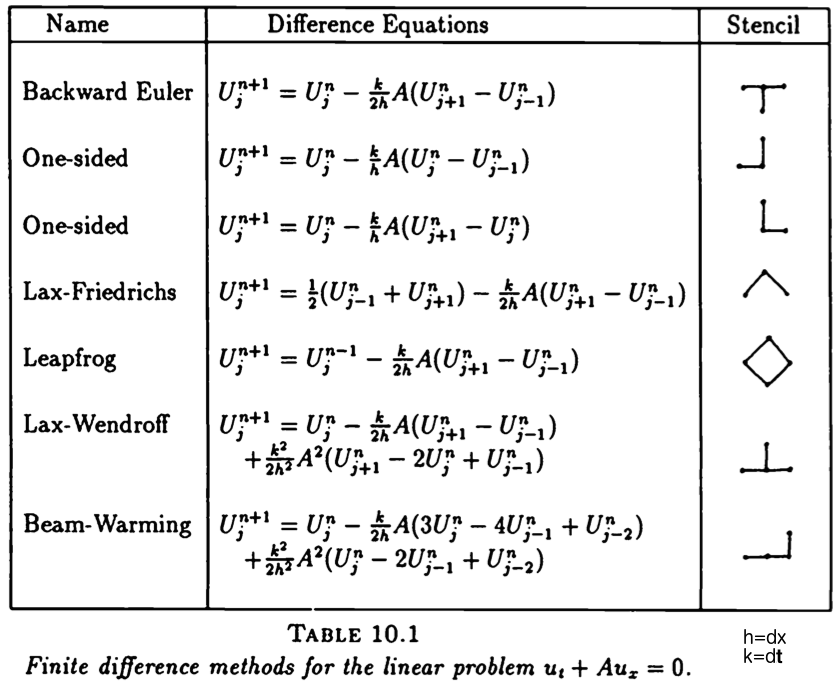 Name Difference Equations Stencil
Backward Euler U_j^{n+1} = U_j^n − \frac{k}{2h}A(U_{j+1}^n − U_{j−1}^n)
One-sided U_j^{n+1} = U_j^n − \frac{k}{h}A(U_j^n − U_{j−1}^n)
One-sided U_j^{n+1} = U_j^n − \frac{k}{h}A(U_{j+1}^n − U_j^n)
Lax-Friedrichs U_j^{n+1} = \frac{1}{2}(U_{j−1}^n + U_{j+1}^n) − \frac{k}{2h}A(U_{j+1}^n − U_{j−1}^n)
Leapfrog U_j^{n+1} = U_j^{n−1} − \frac{k}{2h}A(U_{j+1}^n − U_{j−1}^n)
Lax-Wendroff U_j^{n+1} = U_j^n − \frac{k}{2h}A(U_{j+1}^n − U_{j−1}^n)
+\frac{k^2}{2h^2}A^2(U_{j+1}^n − 2U_j^n + U_{j−1}^n)
Beam-Warming U_j^{n+1} = U_j^n − \frac{k}{2h}A(3U_j^n − 4U_{j−1}^n + U_{j−2}^n)
+\frac{k^2}{2h^2}A^2(U_j^n − 2U_{j−1}^n + U_{j−2}^n)
TABLE 10.1
h=dx
k=dt
Finite difference methods for the linear problem u_t + Au_x = 0.